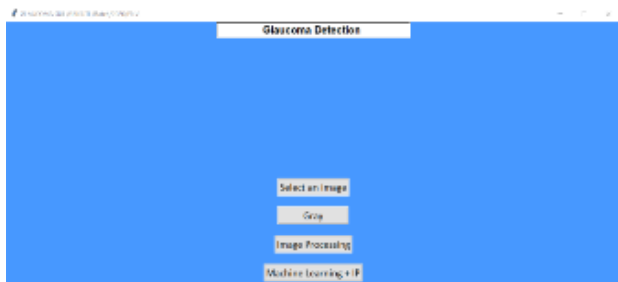 Glaucoma Detection
Select an Image
Gray
Image Processing
Machine Learning + IP